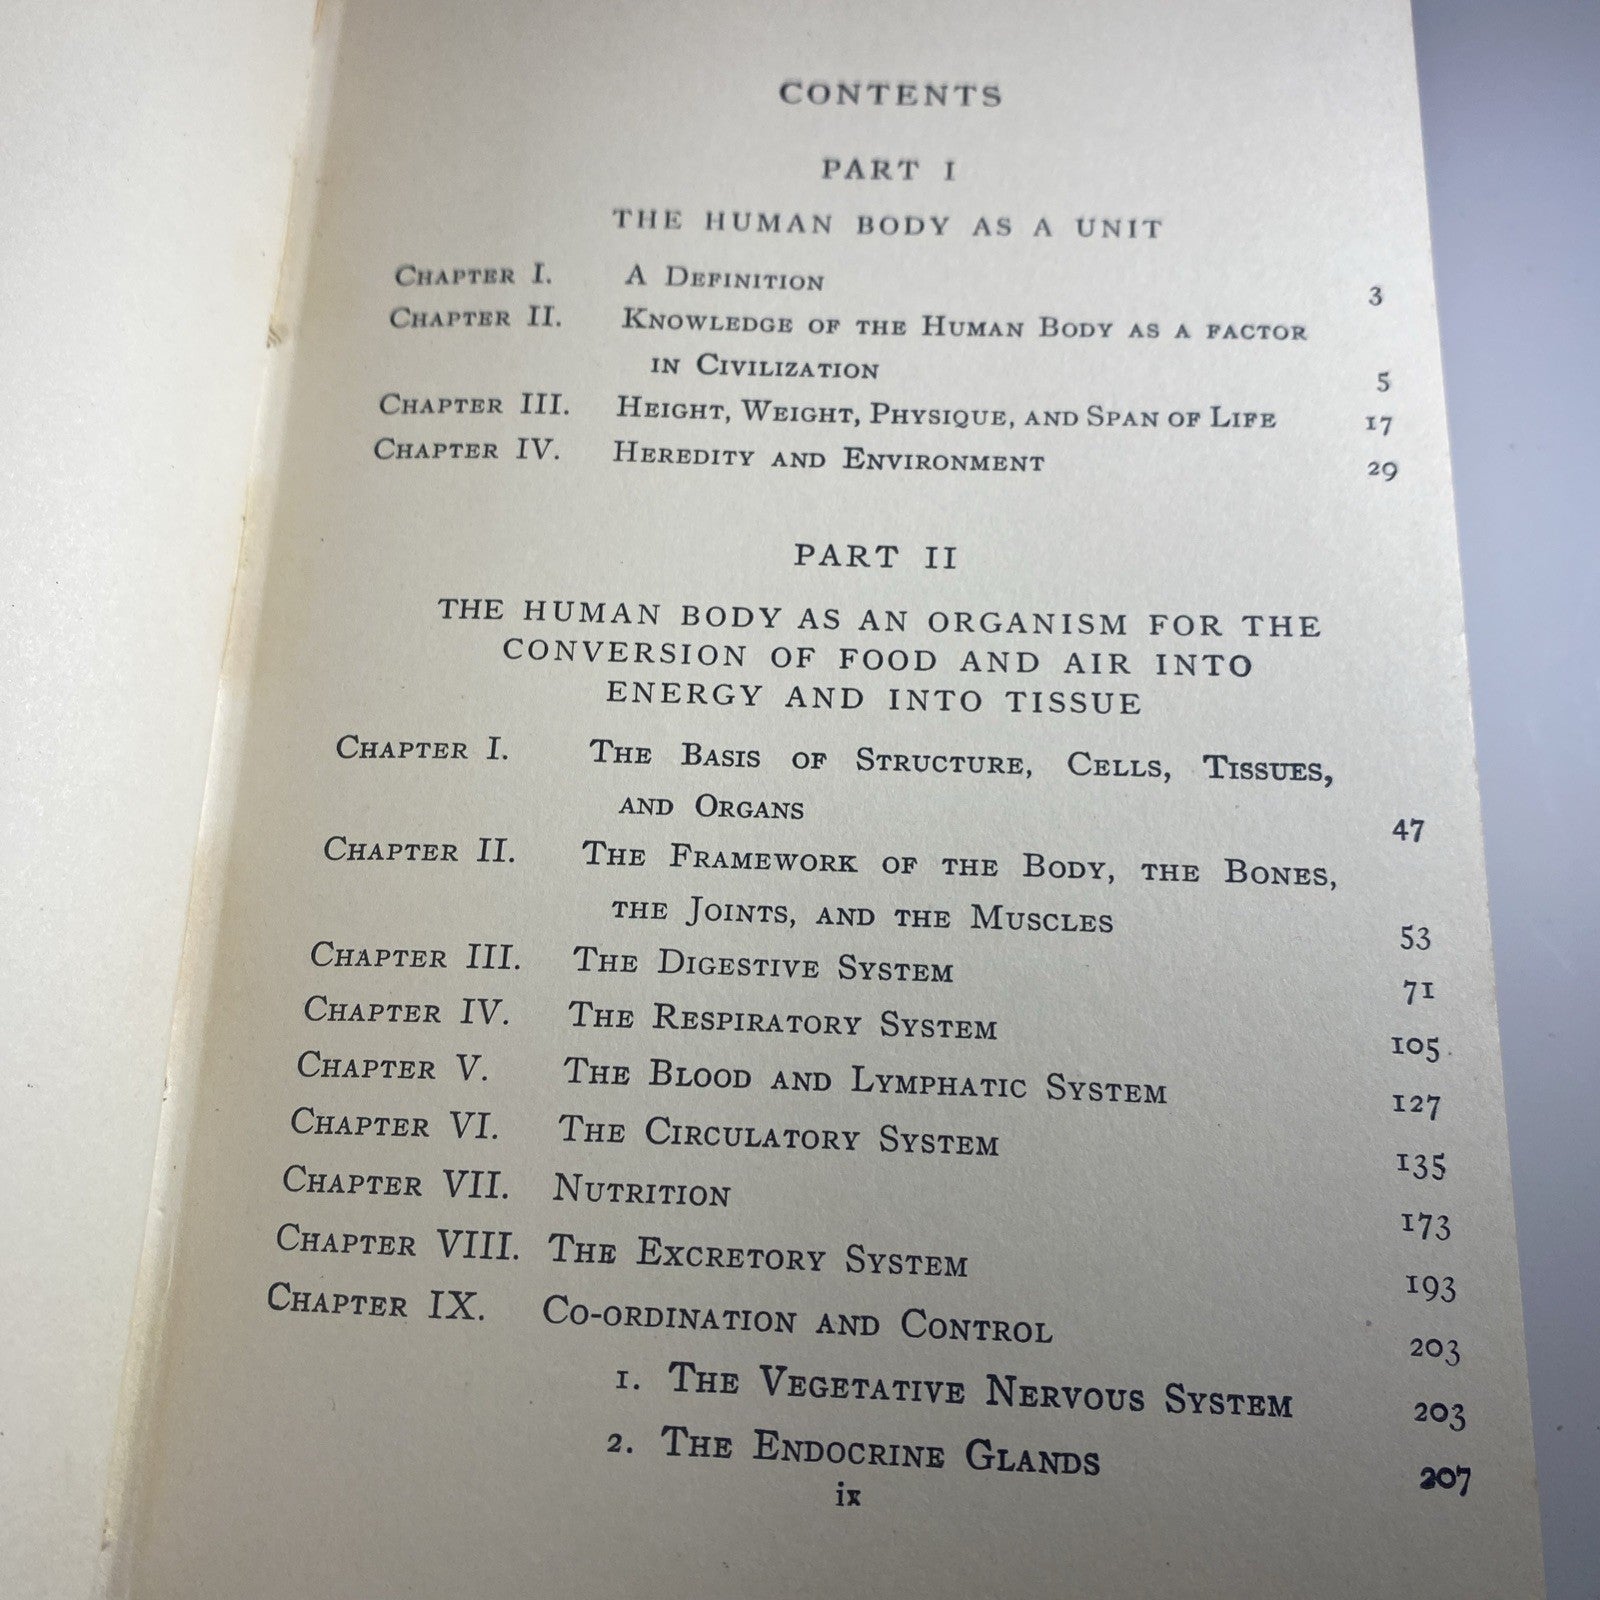 CONTENTS
PART I
THE HUMAN BODY AS A UNIT
CHAPTER I. A DEFINITION 3
CHAPTER II. KNOWLEDGE OF THE HUMAN BODY AS A FACTOR
IN CIVILIZATION 5
CHAPTER III. HEIGHT, WEIGHT, PHYSIQUE, AND SPAN OF LIFE 17
CHAPTER IV. HEREDITY AND ENVIRONMENT 29
PART II
THE HUMAN BODY AS AN ORGANISM FOR THE
CONVERSION OF FOOD AND AIR INTO
ENERGY AND INTO TISSUE
CHAPTER I. THE BASIS OF STRUCTURE, CELLS, TISSUES,
AND ORGANS 47
CHAPTER II. THE FRAMEWORK OF THE BODY, THE BONES,
THE JOINTS, AND THE MUSCLES 53
CHAPTER III. THE DIGESTIVE SYSTEM 71
CHAPTER IV. THE RESPIRATORY SYSTEM 105
CHAPTER V. THE BLOOD AND LYMPHATIC SYSTEM 127
CHAPTER VI. THE CIRCULATORY SYSTEM 135
CHAPTER VII. NUTRITION 173
CHAPTER VIII. THE EXCRETORY SYSTEM 193
CHAPTER IX. CO-ORDINATION AND CONTROL 203
1. THE VEGETATIVE NERVOUS SYSTEM 203
2. THE ENDOCRINE GLANDS 207
ix